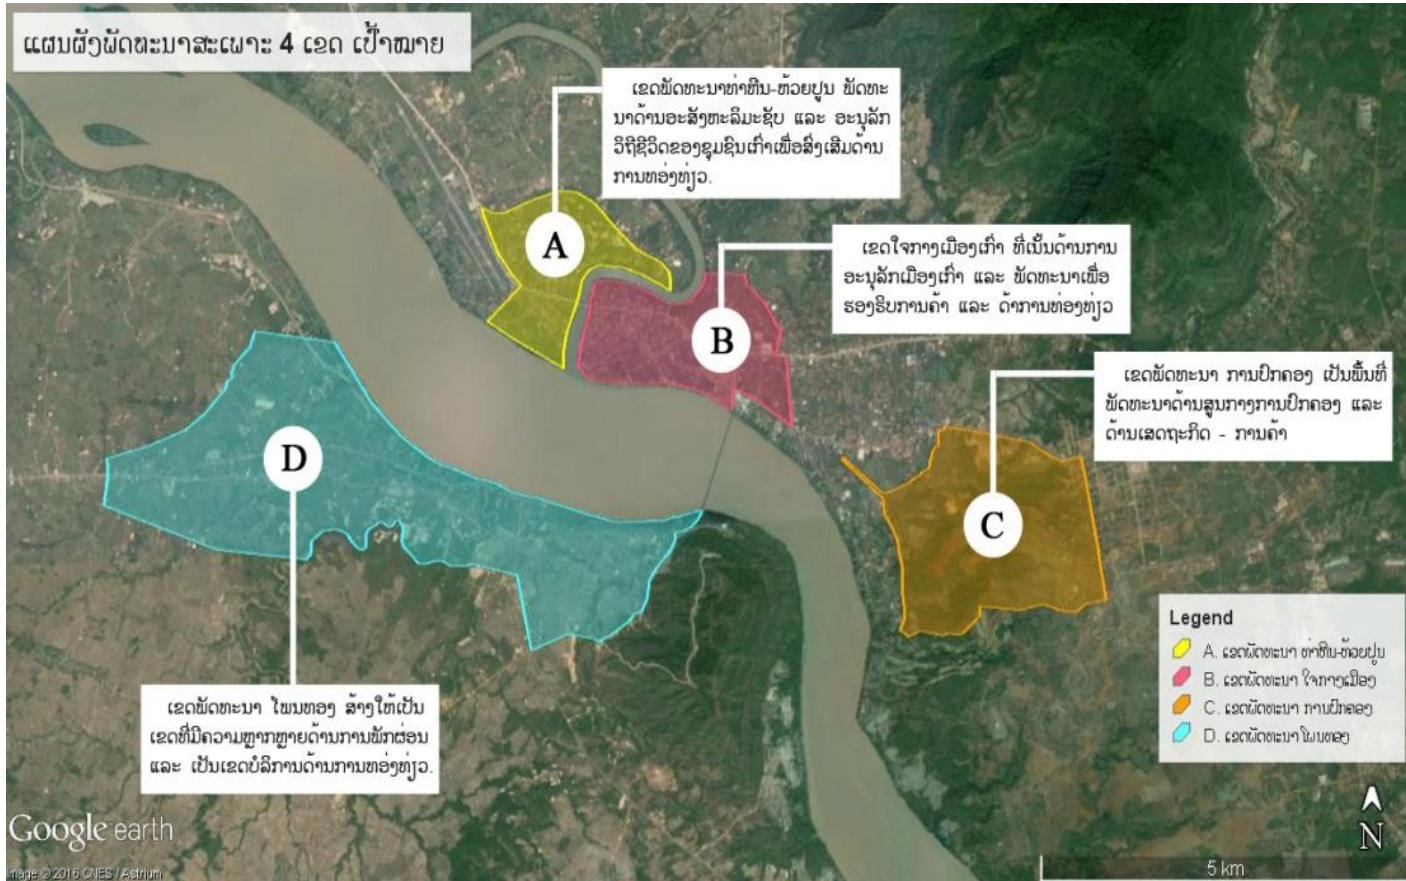 ແຜນຜັງພັດທະນາສະເພາະ 4 ເຂດ ເປົ້າໝາຍ
ເຂດພັດທະນາທ່າຫີນ-ຫ້ວຍປູນ ພັດທະ
ນາດ້ານອະສັງຫະລິມະຊັບ ແລະ ອະນຸລັກ
ວິຖີຊີວິດຂອງຊຸມຊົນເກົ່າເພື່ອສົ່ງເສີມດ້ານ
ການທອ່ງທ່ຽວ.
A
ເຂດໃຈກາງເມືອງເກົ່າ ທີ່ເນັ້ນດ້ານການ
ອະນຸລັກເມືອງເກົ່າ ແລະ ພັດທະນາເພື່ອ
ຮອງຮັບການຄ້າ ແລະ ດ້າການທ່ອງທ່ຽວ
B
ເຂດພັດທະນາ ການປົກຄອງ ເປັນພື້ນທີ່
ພັດທະນາດ້ານສູນກາງການປົກຄອງ ແລະ
ດ້ານເສດຖະກິດ - ການຄ້າ
C
D
ເຂດພັດທະນາ ໂພນທອງ ສ້າງໃຫ້ເປັນ
ເຂດທີ່ມີຄວາມຫຼາກຫຼາຍດ້ານການພັກຜ່ອນ
ແລະ ເປັນເຂດບໍລິການດ້ານການທອ່ງທ່ຽວ.
Legend
A. ເຂດພັດທະນາ ທ່າຫີນ-ຫ້ວຍປູນ
B. ເຂດພັດທະນາ ໃຈກາງເມືອງ
C. ເຂດພັດທະນາ ການປົກຄອງ
D. ເຂດພັດທະນາ ໂພນທອງ
N
5 km
Google earth
Image © 2016 CNES / Astrium